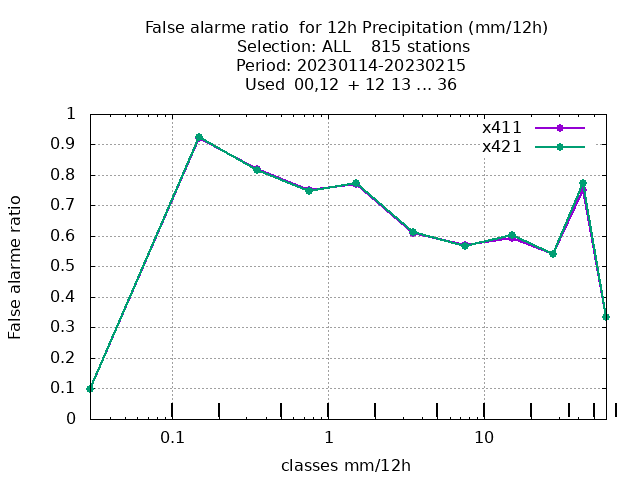 False alarme ratio  for 12h Precipitation (mm/12h)
Selection: ALL    815 stations
Period: 20230114-20230215
Used  00,12  + 12 13 ... 36
x411
x421
1
0.9
0.8
0.7
0.6
0.5
0.4
0.3
0.2
0.1
0
False alarme ratio
0.1
1
10
classes mm/12h